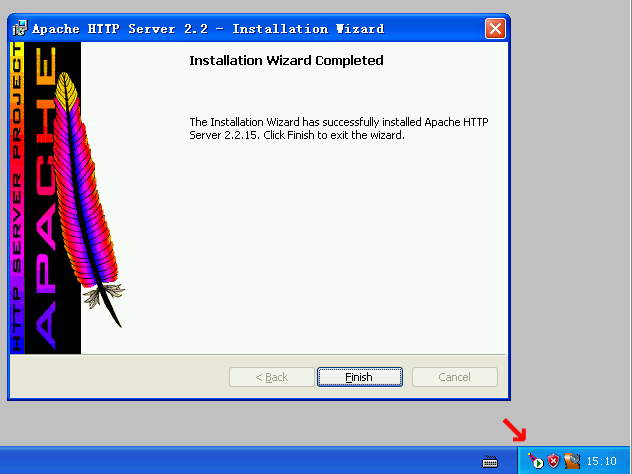 Apache HTTP Server 2.2 - Installation Wizard
HTTP SERVER PROJECT
APACHE
Installation Wizard Completed
The Installation Wizard has successfully installed Apache HTTP
Server 2.2.15. Click Finish to exit the wizard.
< Back
Finish
Cancel
15:10